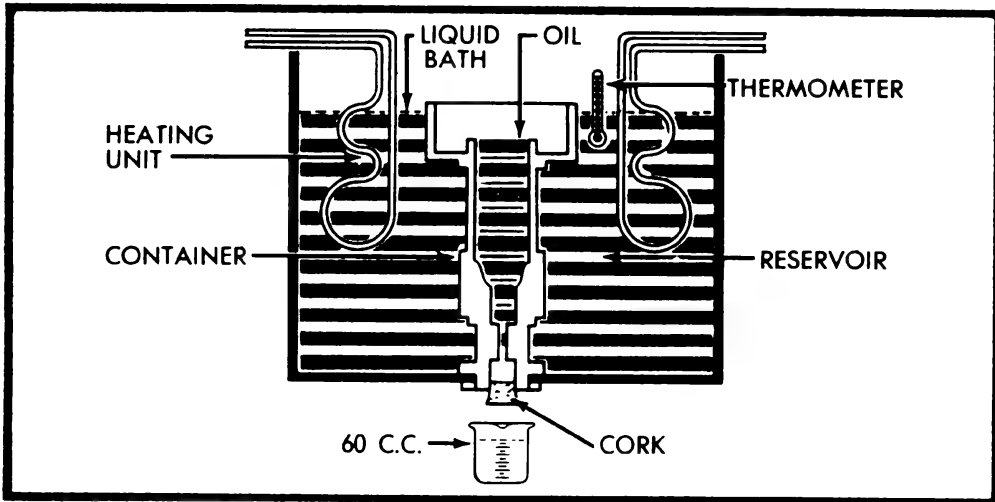 LIQUID
BATH
OIL
THERMOMETER
HEATING
UNIT
CONTAINER
RESERVOIR
60 C.C.
CORK